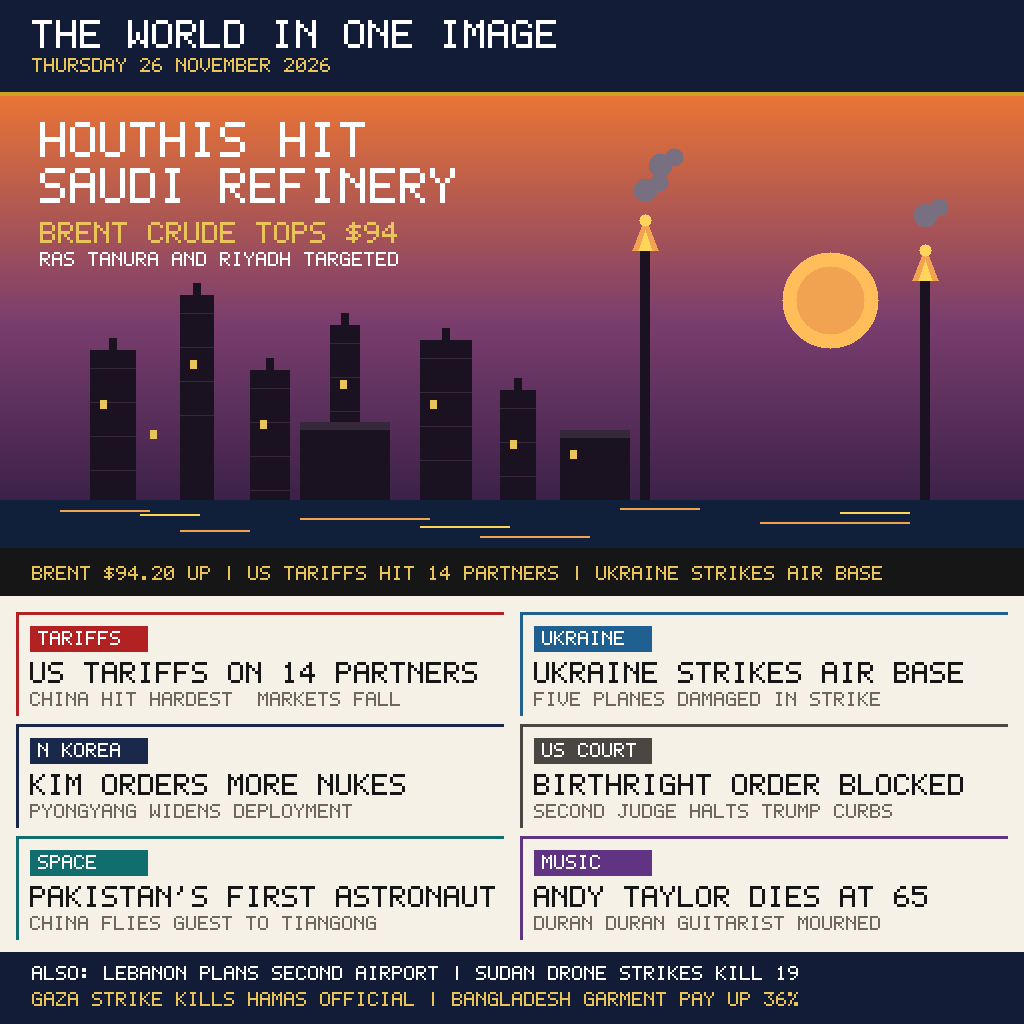 THE WORLD IN ONE IMAGE
THURSDAY 26 NOVEMBER 2026
HOUTHIS HIT
SAUDI REFINERY
BRENT CRUDE TOPS $94
RAS TANURA AND RIYADH TARGETED
BRENT $94.20 UP | US TARIFFS HIT 14 PARTNERS | UKRAINE STRIKES AIR BASE
TARIFFS
US TARIFFS ON 14 PARTNERS
CHINA HIT HARDEST  MARKETS FALL
UKRAINE
UKRAINE STRIKES AIR BASE
FIVE PLANES DAMAGED IN STRIKE
N KOREA
KIM ORDERS MORE NUKES
PYONGYANG WIDENS DEPLOYMENT
US COURT
BIRTHRIGHT ORDER BLOCKED
SECOND JUDGE HALTS TRUMP CURBS
SPACE
PAKISTAN'S FIRST ASTRONAUT
CHINA FLIES GUEST TO TIANGONG
MUSIC
ANDY TAYLOR DIES AT 65
DURAN DURAN GUITARIST MOURNED
ALSO: LEBANON PLANS SECOND AIRPORT | SUDAN DRONE STRIKES KILL 19
GAZA STRIKE KILLS HAMAS OFFICIAL | BANGLADESH GARMENT PAY UP 36%